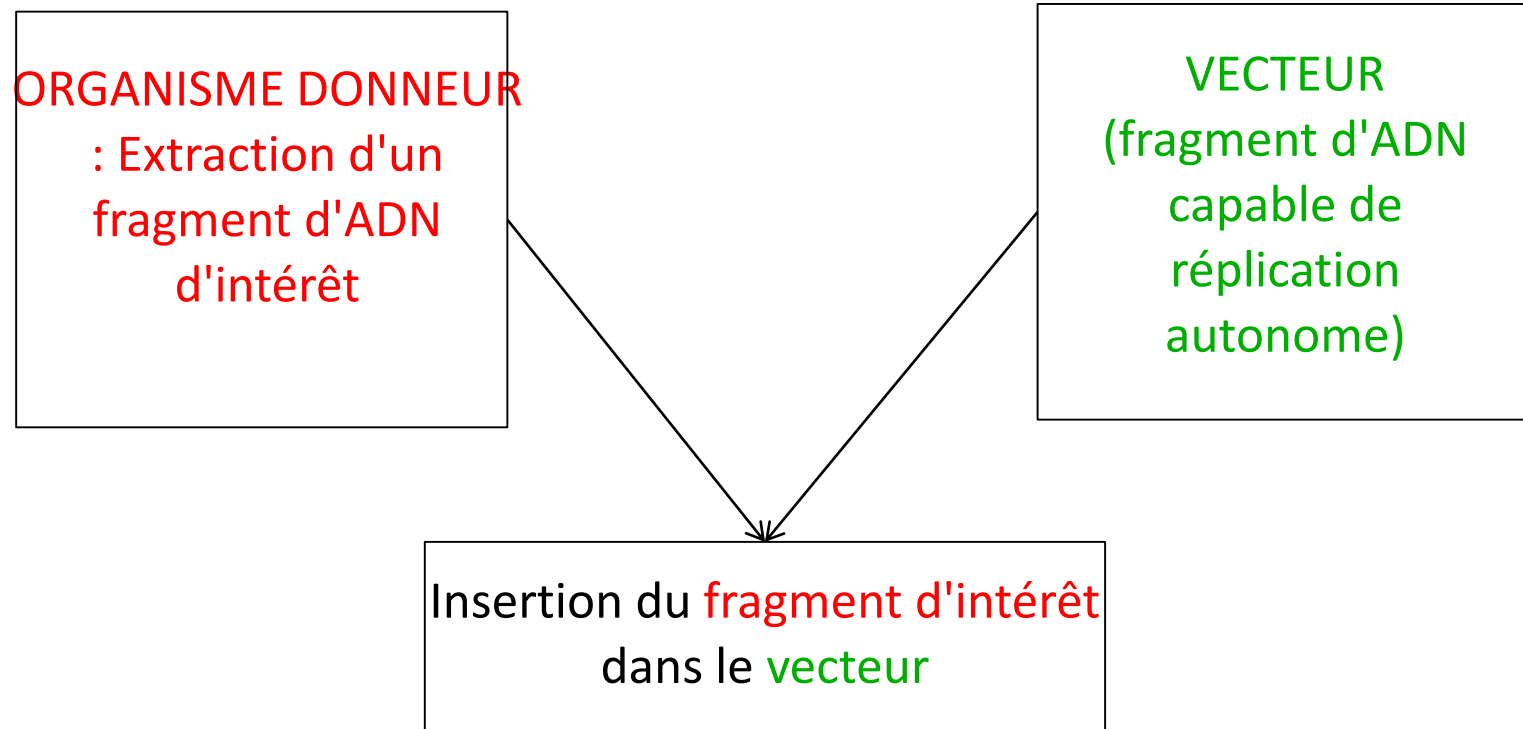 ORGANISME DONNEUR
: Extraction d'un
fragment d'ADN
d'intérêt
VECTEUR
(fragment d'ADN
capable de
réplication
autonome)
Insertion du fragment d'intérêt
dans le vecteur